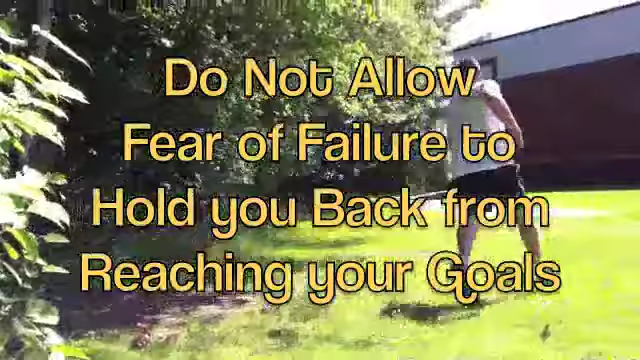 Do Not Allow
Fear of Failure to
Hold you Back from
Reaching your Goals